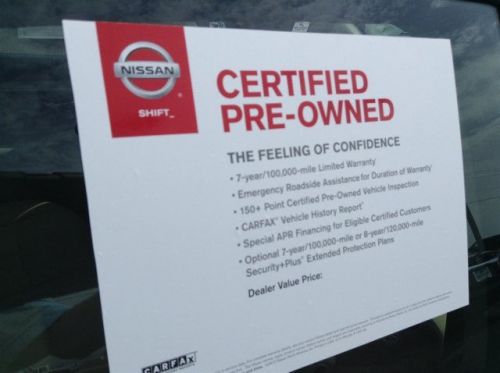 NISSAN
SHIFT_
CERTIFIED
PRE-OWNED
THE FEELING OF CONFIDENCE
• 7-year/100,000-mile Limited Warranty
• Emergency Roadside Assistance for Duration of Warranty
• 150+ Point Certified Pre-Owned Vehicle Inspection
• CARFAX® Vehicle History Report
• Special APR Financing for Eligible Certified Customers
• Optional 7-year/100,000-mile or 8-year/120,000-mile
Security+Plus® Extended Protection Plans
Dealer Value Price:
CARFAX